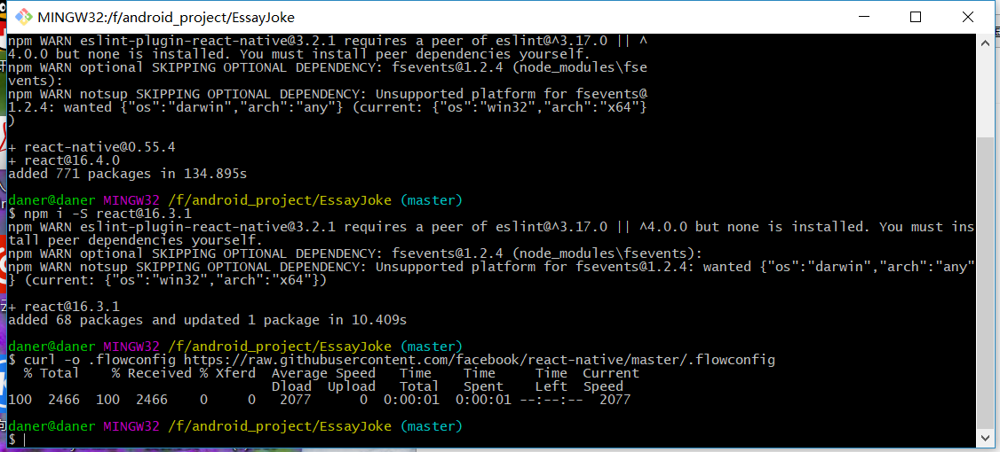 MINGW32:/f/android_project/EssayJoke
npm WARN eslint-plugin-react-native@3.2.1 requires a peer of eslint@^3.17.0 || ^
4.0.0 but none is installed. You must install peer dependencies yourself.
npm WARN optional SKIPPING OPTIONAL DEPENDENCY: fsevents@1.2.4 (node_modules\fse
vents):
npm WARN notsup SKIPPING OPTIONAL DEPENDENCY: Unsupported platform for fsevents@
1.2.4: wanted {"os":"darwin","arch":"any"} (current: {"os":"win32","arch":"x64"}
)
+ react-native@0.55.4
+ react@16.4.0
added 771 packages in 134.895s
daner@daner MINGW32 /f/android_project/EssayJoke (master)
$ npm i -S react@16.3.1
npm WARN eslint-plugin-react-native@3.2.1 requires a peer of eslint@^3.17.0 || ^4.0.0 but none is installed. You must ins
tall peer dependencies yourself.
npm WARN optional SKIPPING OPTIONAL DEPENDENCY: fsevents@1.2.4 (node_modules\fsevents):
npm WARN notsup SKIPPING OPTIONAL DEPENDENCY: Unsupported platform for fsevents@1.2.4: wanted {"os":"darwin","arch":"any"
} (current: {"os":"win32","arch":"x64"})
+ react@16.3.1
added 68 packages and updated 1 package in 10.409s
daner@daner MINGW32 /f/android_project/EssayJoke (master)
$ curl -o .flowconfig https://raw.githubusercontent.com/facebook/react-native/master/.flowconfig
% Total % Received % Xferd Average Speed Time Time Time Current
Dload Upload Total Spent Left Speed
100 2466 100 2466 0 0 2077 0 0:00:01 0:00:01 --:--:-- 2077
daner@daner MINGW32 /f/android_project/EssayJoke (master)
$